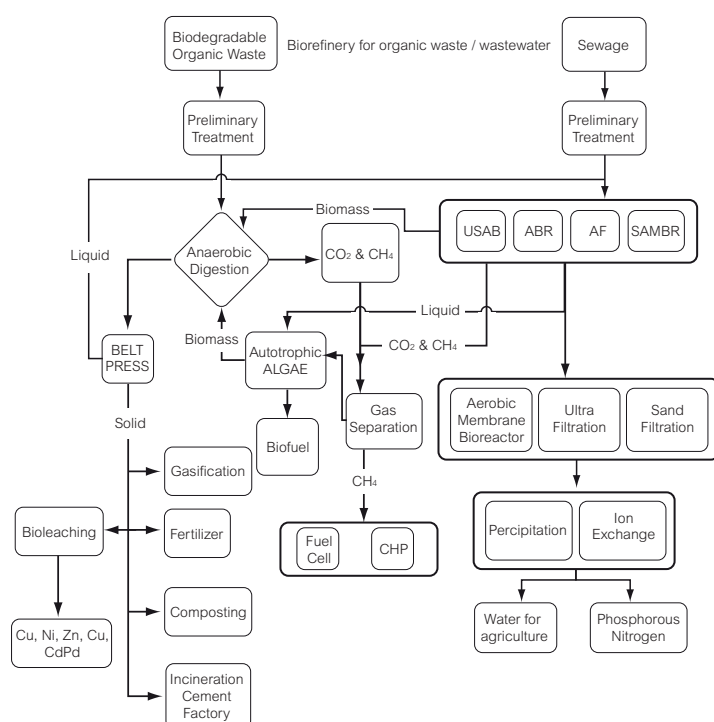 Biodegradable
Organic Waste
Biorefinery for organic waste / wastewater
Sewage
Preliminary
Treatment
Preliminary
Treatment
Biomass
USAB
ABR
AF
SAMBR
Liquid
Anaerobic
Digestion
CO₂ & CH₄
Liquid
Biomass
CO₂ & CH₄
BELT
PRESS
Autotrophic
ALGAE
Solid
Gas
Separation
Aerobic
Membrane
Bioreactor
Ultra
Filtration
Sand
Filtration
Biofuel
Gasification
CH₄
Bioleaching
Fertilizer
Fuel
Cell
CHP
Percipitation
Ion
Exchange
Composting
Cu, Ni, Zn, Cu,
CdPd
Water for
agriculture
Phosphorous
Nitrogen
Incineration
Cement
Factory